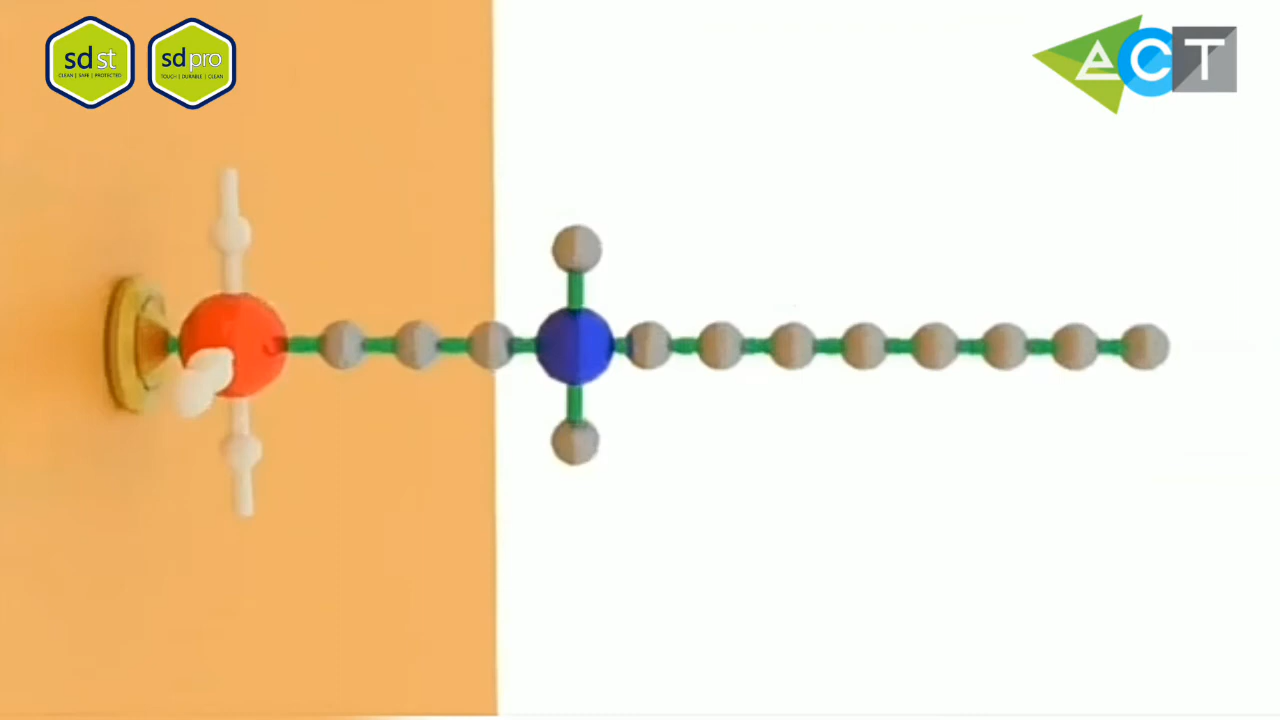 sd st
CLEAN | SAFE | PROTECTED
sd pro
TOUGH | DURABLE | CLEAN
ACT